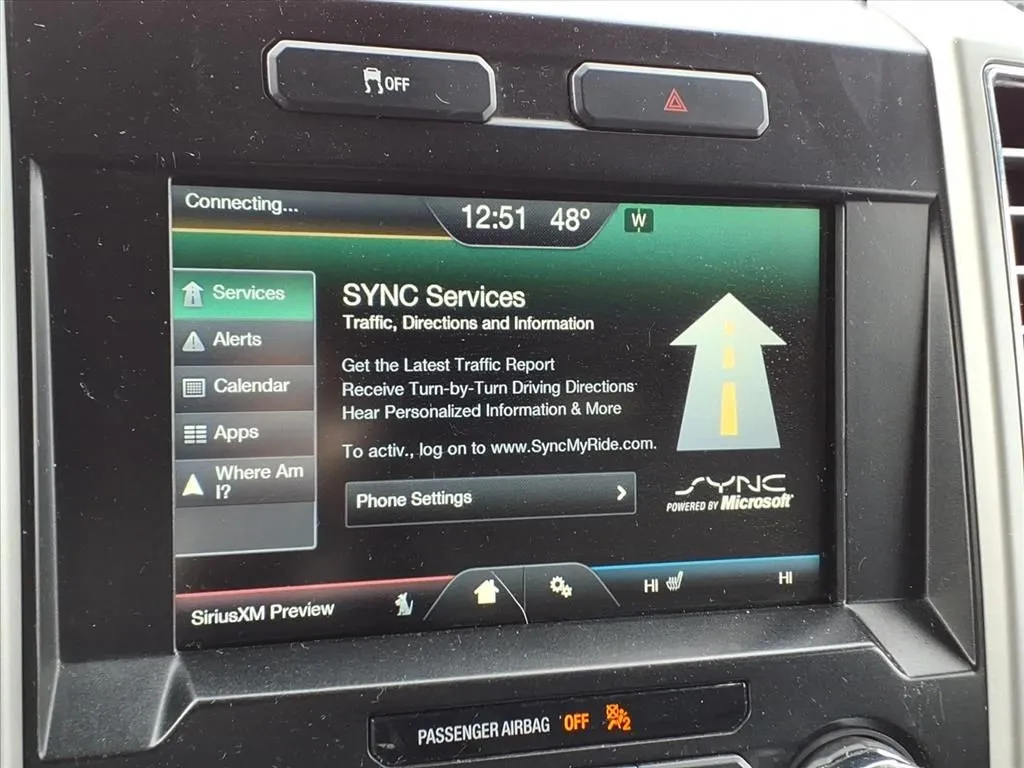 OFF
Connecting...
12:51 48° W
Services
Alerts
Calendar
Apps
Where Am
I?
SYNC Services
Traffic, Directions and Information
Get the Latest Traffic Report
Receive Turn-by-Turn Driving Directions
Hear Personalized Information & More
To activ., log on to www.SyncMyRide.com.
Phone Settings
SYNC
POWERED BY Microsoft
SiriusXM Preview
HI HI
PASSENGER AIRBAG OFF 2